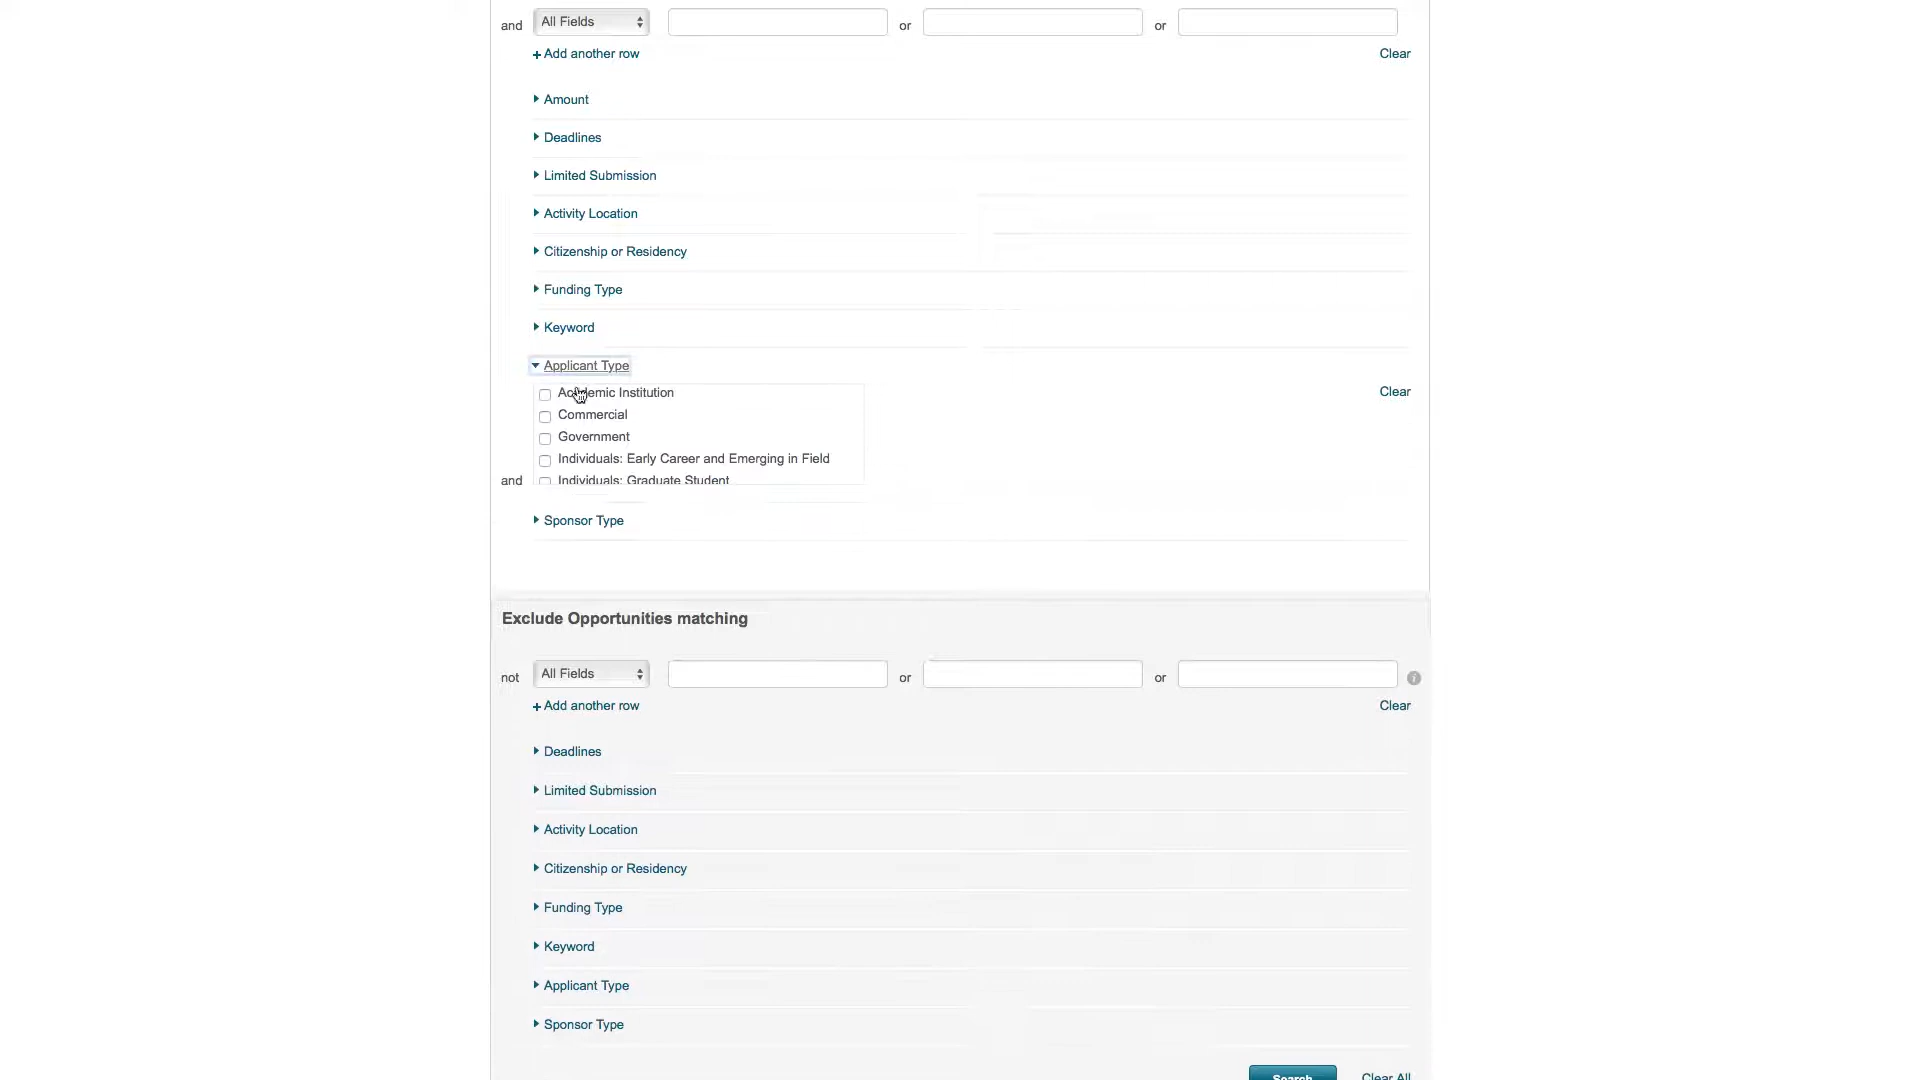 and All Fields or or
Add another row Clear
Amount
Deadlines
Limited Submission
Activity Location
Citizenship or Residency
Funding Type
Keyword
Applicant Type
Academic Institution Clear
Commercial
Government
Individuals: Early Career and Emerging in Field
and Individuals: Graduate Student
Sponsor Type
Exclude Opportunities matching
not All Fields or or
Add another row Clear
Deadlines
Limited Submission
Activity Location
Citizenship or Residency
Funding Type
Keyword
Applicant Type
Sponsor Type
Search Clear All